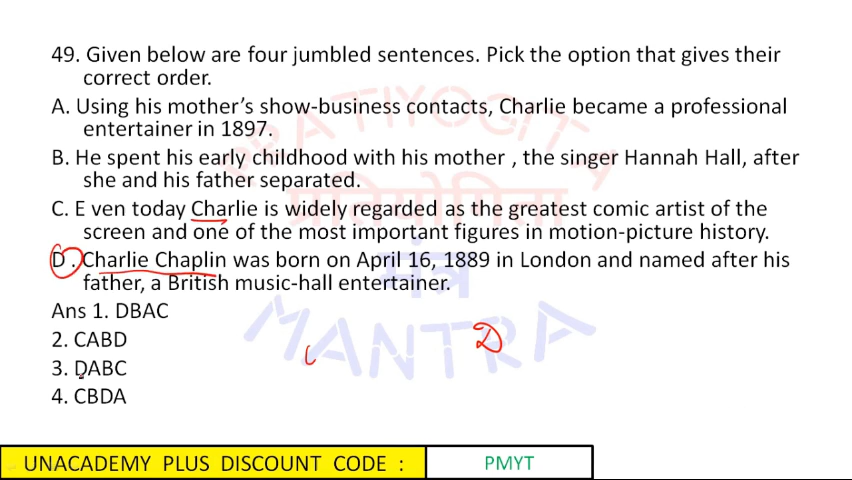 49. Given below are four jumbled sentences. Pick the option that gives their
correct order.
A. Using his mother's show-business contacts, Charlie became a professional
entertainer in 1897.
B. He spent his early childhood with his mother , the singer Hannah Hall, after
she and his father separated.
C. E ven today Charlie is widely regarded as the greatest comic artist of the
screen and one of the most important figures in motion-picture history.
D . Charlie Chaplin was born on April 16, 1889 in London and named after his
father, a British music-hall entertainer.
Ans 1. DBAC
2. CABD
3. DABC
4. CBDA
D
PRATIYOGITA
प्रतियोगिता
मंत्र
MANTRA
UNACADEMY PLUS DISCOUNT CODE :
PMYT